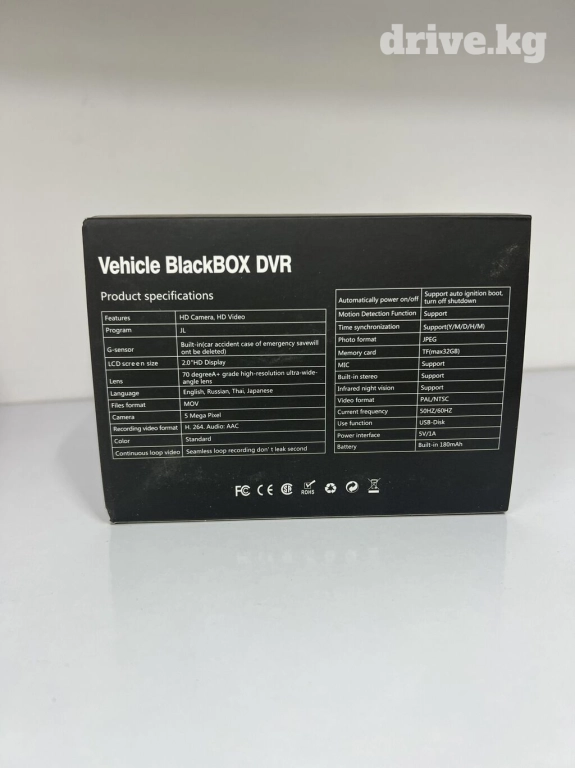 drive.kg
Vehicle BlackBOX DVR
Product specifications
Features HD Camera, HD Video
Program JL
G-sensor Built-in(car accident case of emergency savewill
ont be deleted)
LCD screen size 2.0"HD Display
Lens 70 degreeA+ grade high-resolution ultra-wide-
angle lens
Language English, Russian, Thai, Japanese
Files format MOV
Camera 5 Mega Pixel
Recording video format H. 264. Audio: AAC
Color Standard
Continuous loop video Seamless loop recording don't leak second
Automatically power on/off Support auto ignition boot,
turn off shutdown
Motion Detection Function Support
Time synchronization Support(Y/M/D/H/M)
Photo format JPEG
Memory card TF(max32GB)
MIC Support
Built-in stereo Support
Infrared night vision Support
Video format PAL/NTSC
Current frequency 50HZ/60HZ
Use function USB-Disk
Power interface 5V/1A
Battery Built-in 180mAh
FC CE ROHS